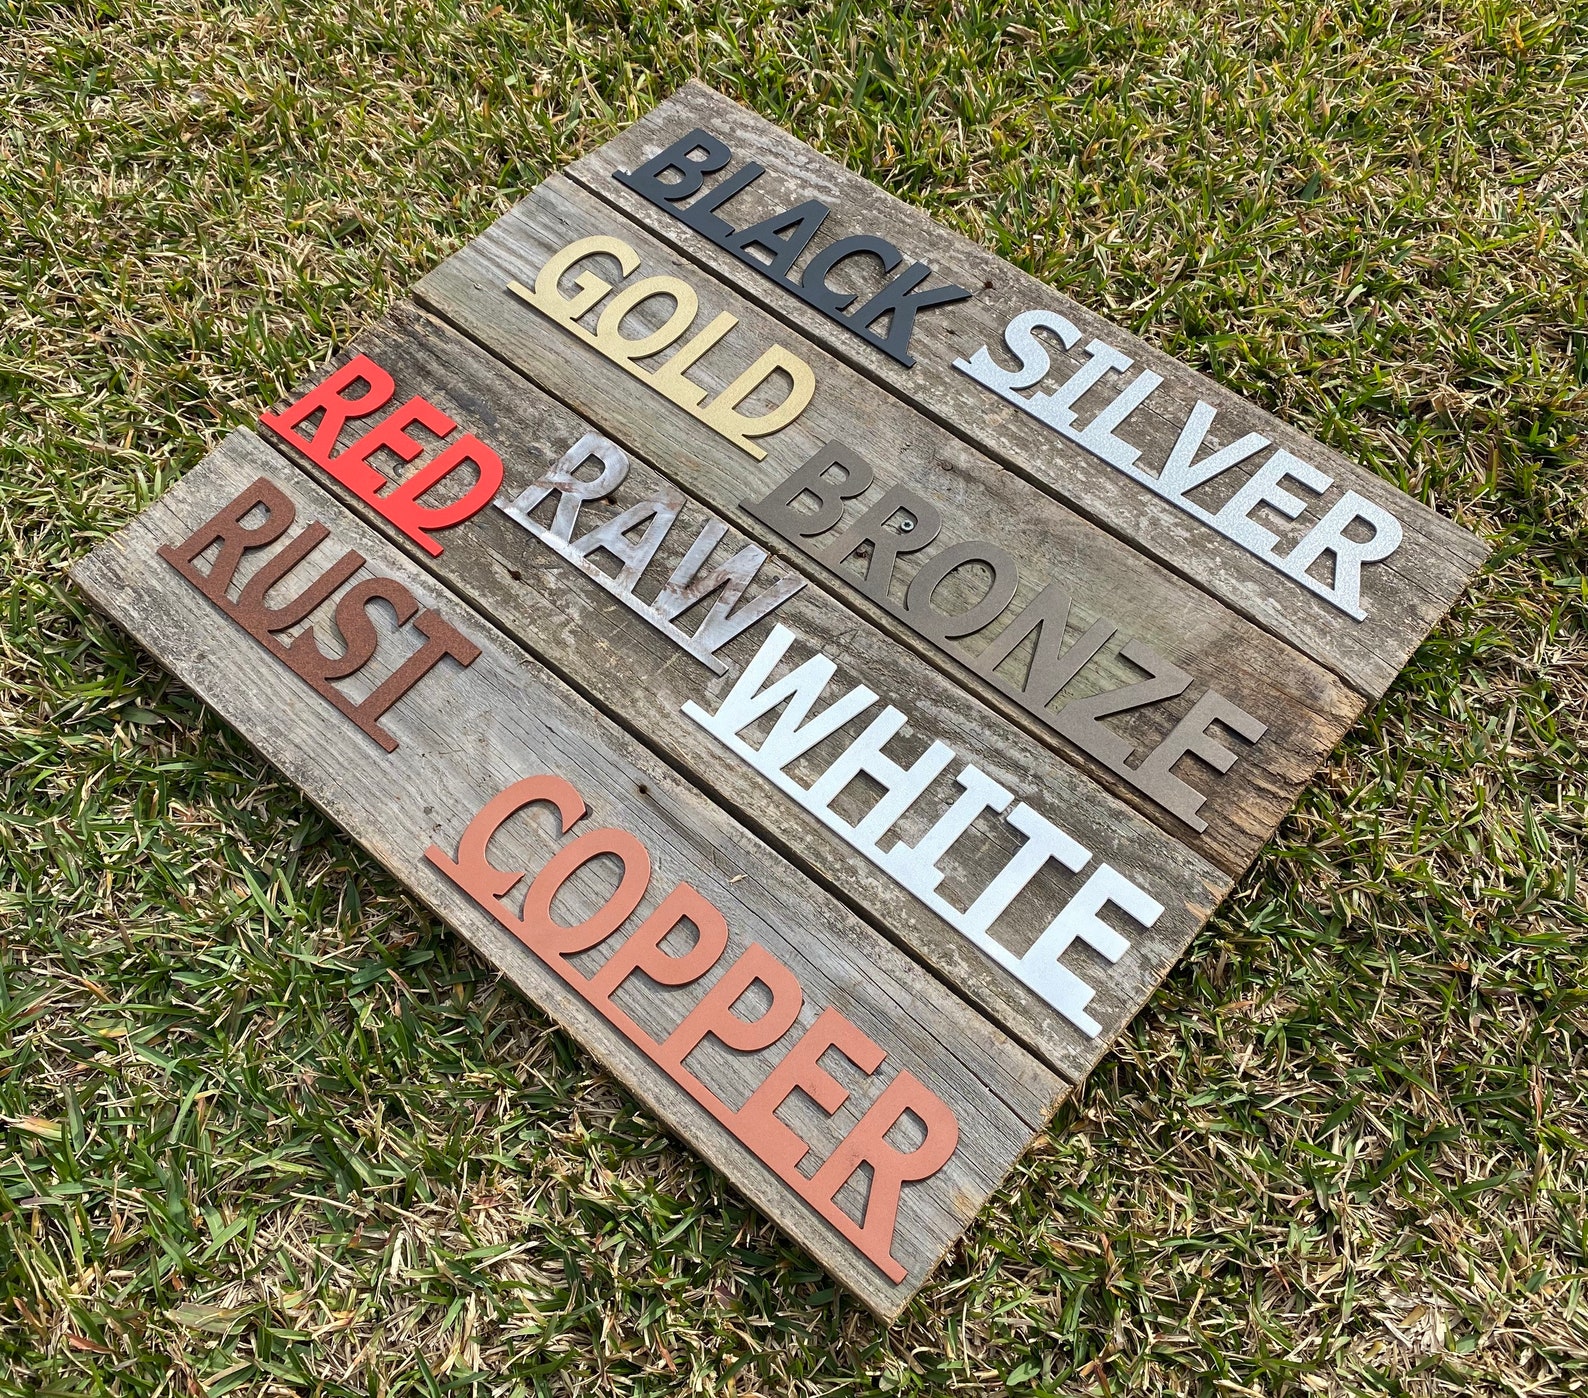 BLACK SILVER
GOLD BRONZE
RED RAW WHITE
RUST COPPER